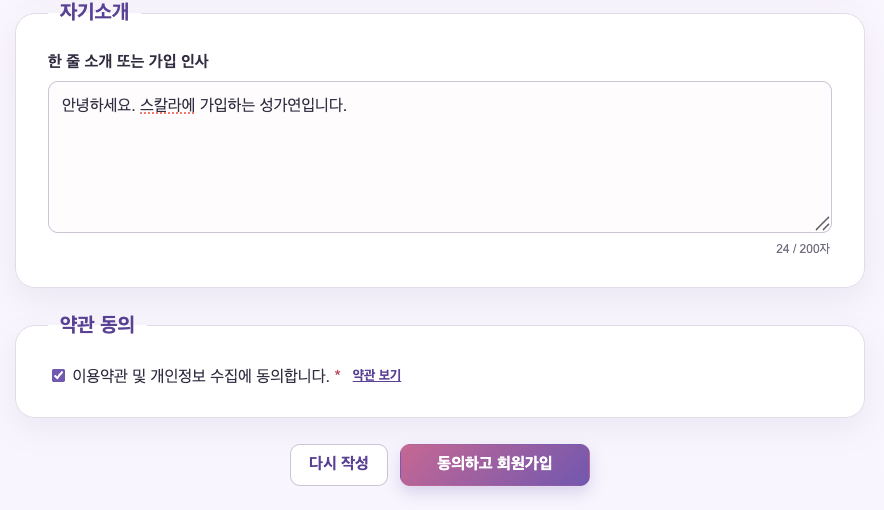 자기소개
한 줄 소개 또는 가입 인사
안녕하세요. 스칼라에 가입하는 성가연입니다.
24 / 200자
약관 동의
이용약관 및 개인정보 수집에 동의합니다. * 약관 보기
다시 작성 동의하고 회원가입